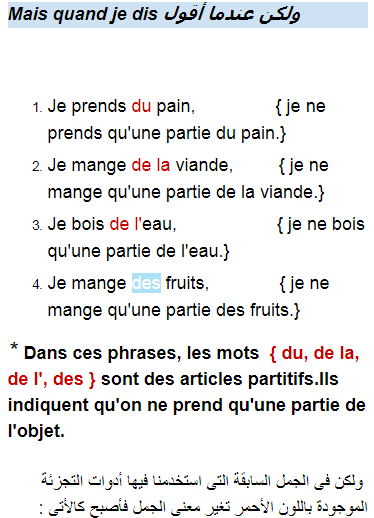 Mais quand je dis ولكن عندما أقول
1. Je prends du pain, { je ne
prends qu'une partie du pain.}
2. Je mange de la viande, { je ne
mange qu'une partie de la viande.}
3. Je bois de l'eau, { je ne bois
qu'une partie de l'eau.}
4. Je mange des fruits, { je ne
mange qu'une partie des fruits.}
* Dans ces phrases, les mots { du, de la,
de l', des } sont des articles partitifs.Ils
indiquent qu'on ne prend qu'une partie de
l'objet.
ولكن فى الجمل السابقة التى استخدمنا فيها أدوات التجزئة
الموجودة باللون الأحمر تغير معنى الجمل فأصبح كالأتى :